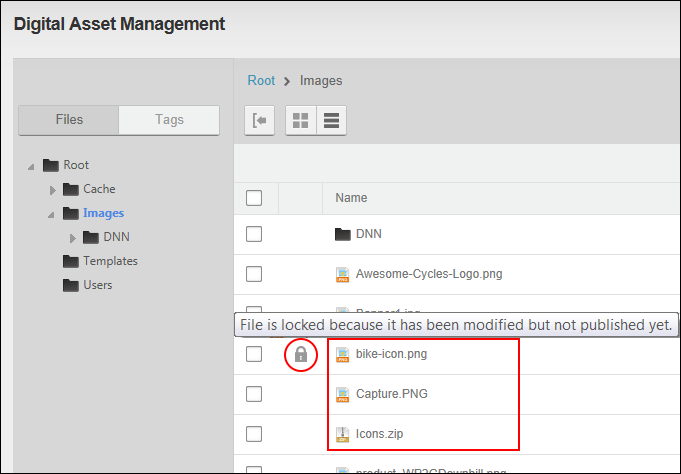 Digital Asset Management
Root > Images
Files
Tags
Root
Cache
Images
DNN
Templates
Users
Name
DNN
Awesome-Cycles-Logo.png
File is locked because it has been modified but not published yet.
bike-icon.png
Capture.PNG
Icons.zip